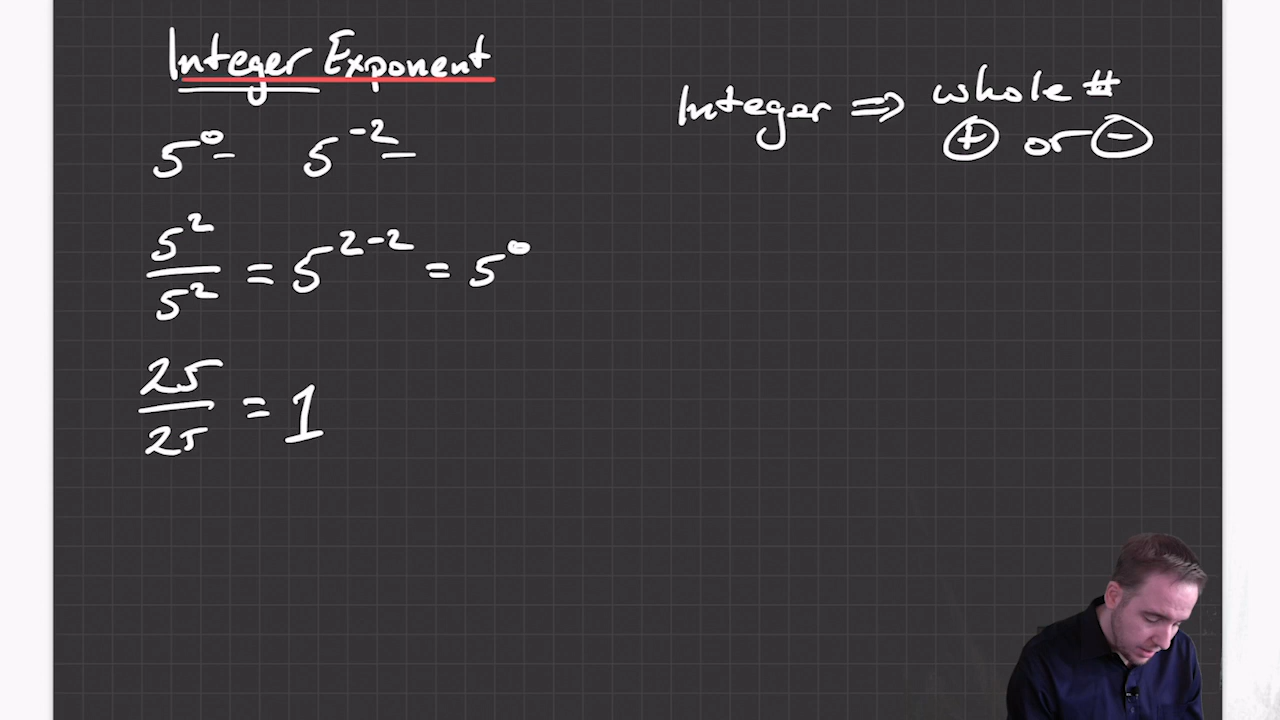 Integer Exponent
Integer ⇒ whole #
+ or -
5⁰ 5⁻²
5²/5² = 5²⁻² = 5⁰
25/25 = 1